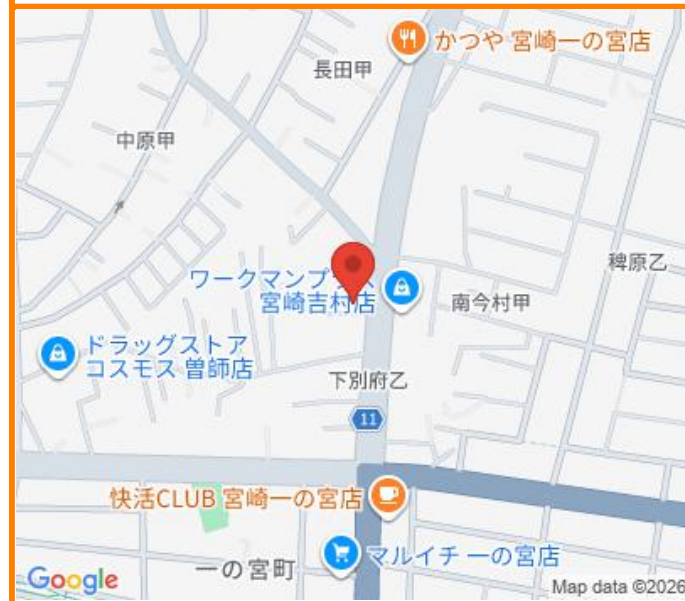 かつや 宮崎一の宮店
長田甲
中原甲
稗原乙
ワークマンプラス
宮崎吉村店
南今村甲
ドラッグストア
コスモス 曽師店
下別府乙
11
快活CLUB 宮崎一の宮店
マルイチ 一の宮店
一の宮町
Google
Map data ©2026